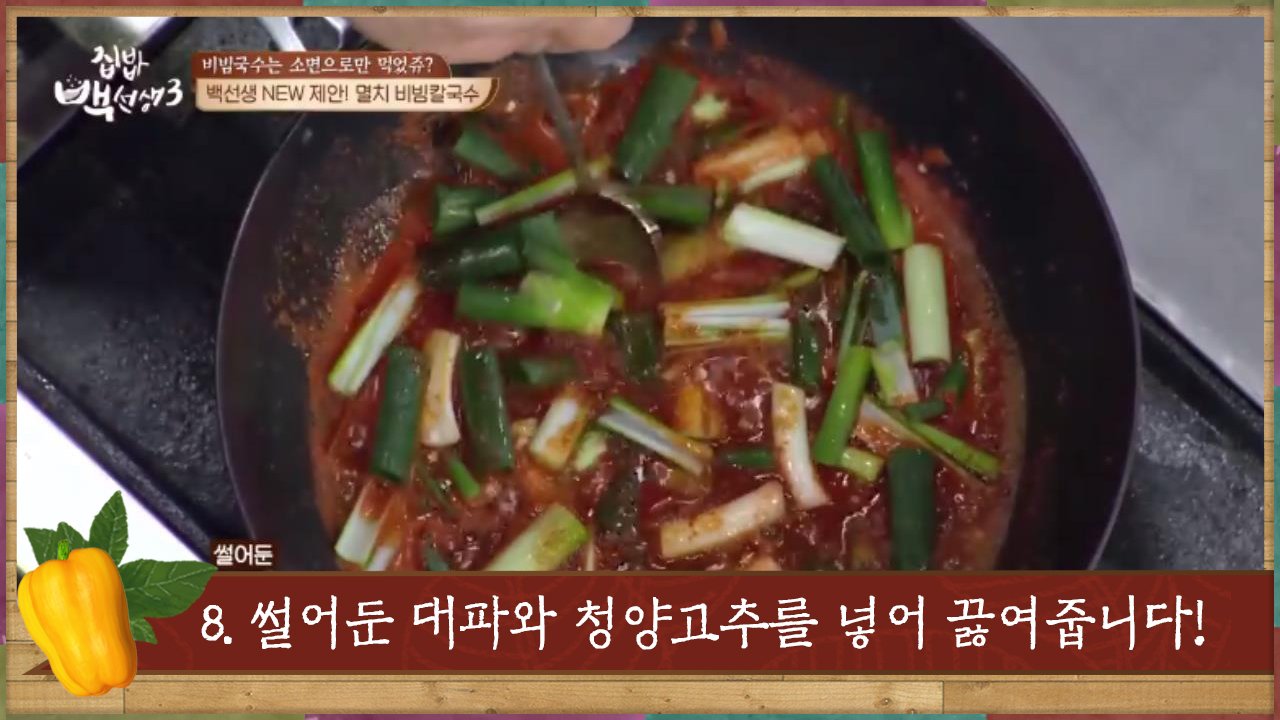 집밥
백선생3
비빔국수는 소면으로만 먹었쥬?
백선생 NEW 제안! 멸치 비빔칼국수
썰어둔
8. 썰어둔 대파와 청양고추를 넣어 끓여줍니다!